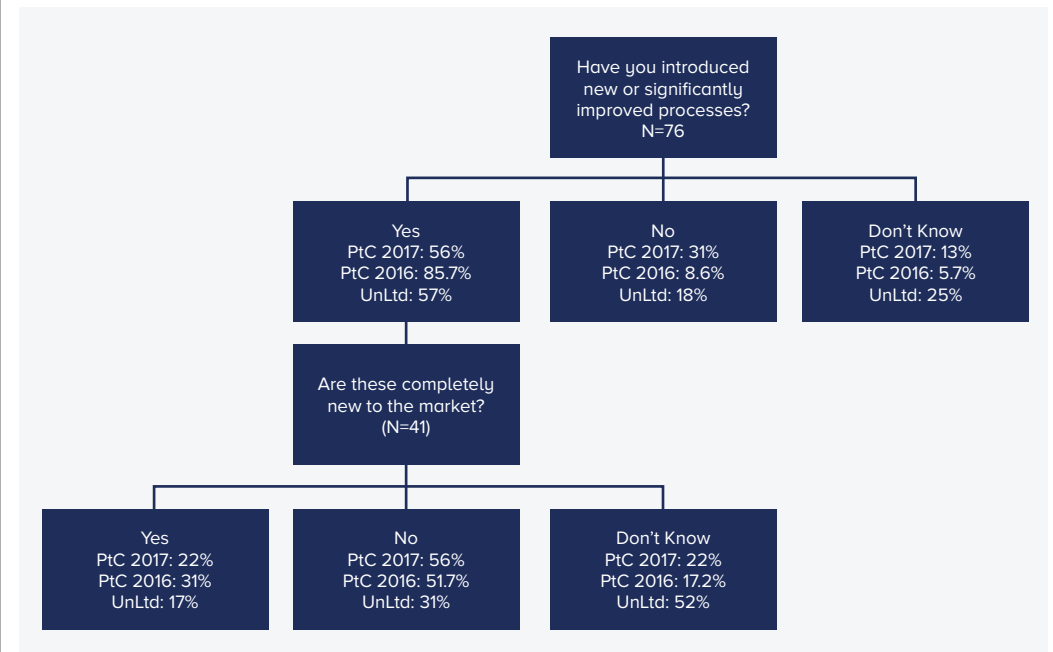 Have you introduced
new or significantly
improved processes?
N=76
Yes
PtC 2017: 56%
PtC 2016: 85.7%
UnLtd: 57%
No
PtC 2017: 31%
PtC 2016: 8.6%
UnLtd: 18%
Don't Know
PtC 2017: 13%
PtC 2016: 5.7%
UnLtd: 25%
Are these completely
new to the market?
(N=41)
Yes
PtC 2017: 22%
PtC 2016: 31%
UnLtd: 17%
No
PtC 2017: 56%
PtC 2016: 51.7%
UnLtd: 31%
Don't Know
PtC 2017: 22%
PtC 2016: 17.2%
UnLtd: 52%